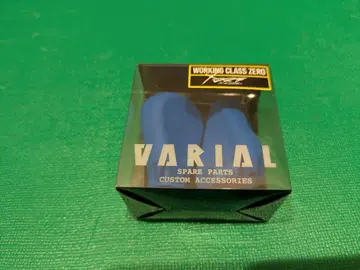 WORKING CLASS ZERO
VARIAL
SPARE PARTS
CUSTOM ACCESSORIES